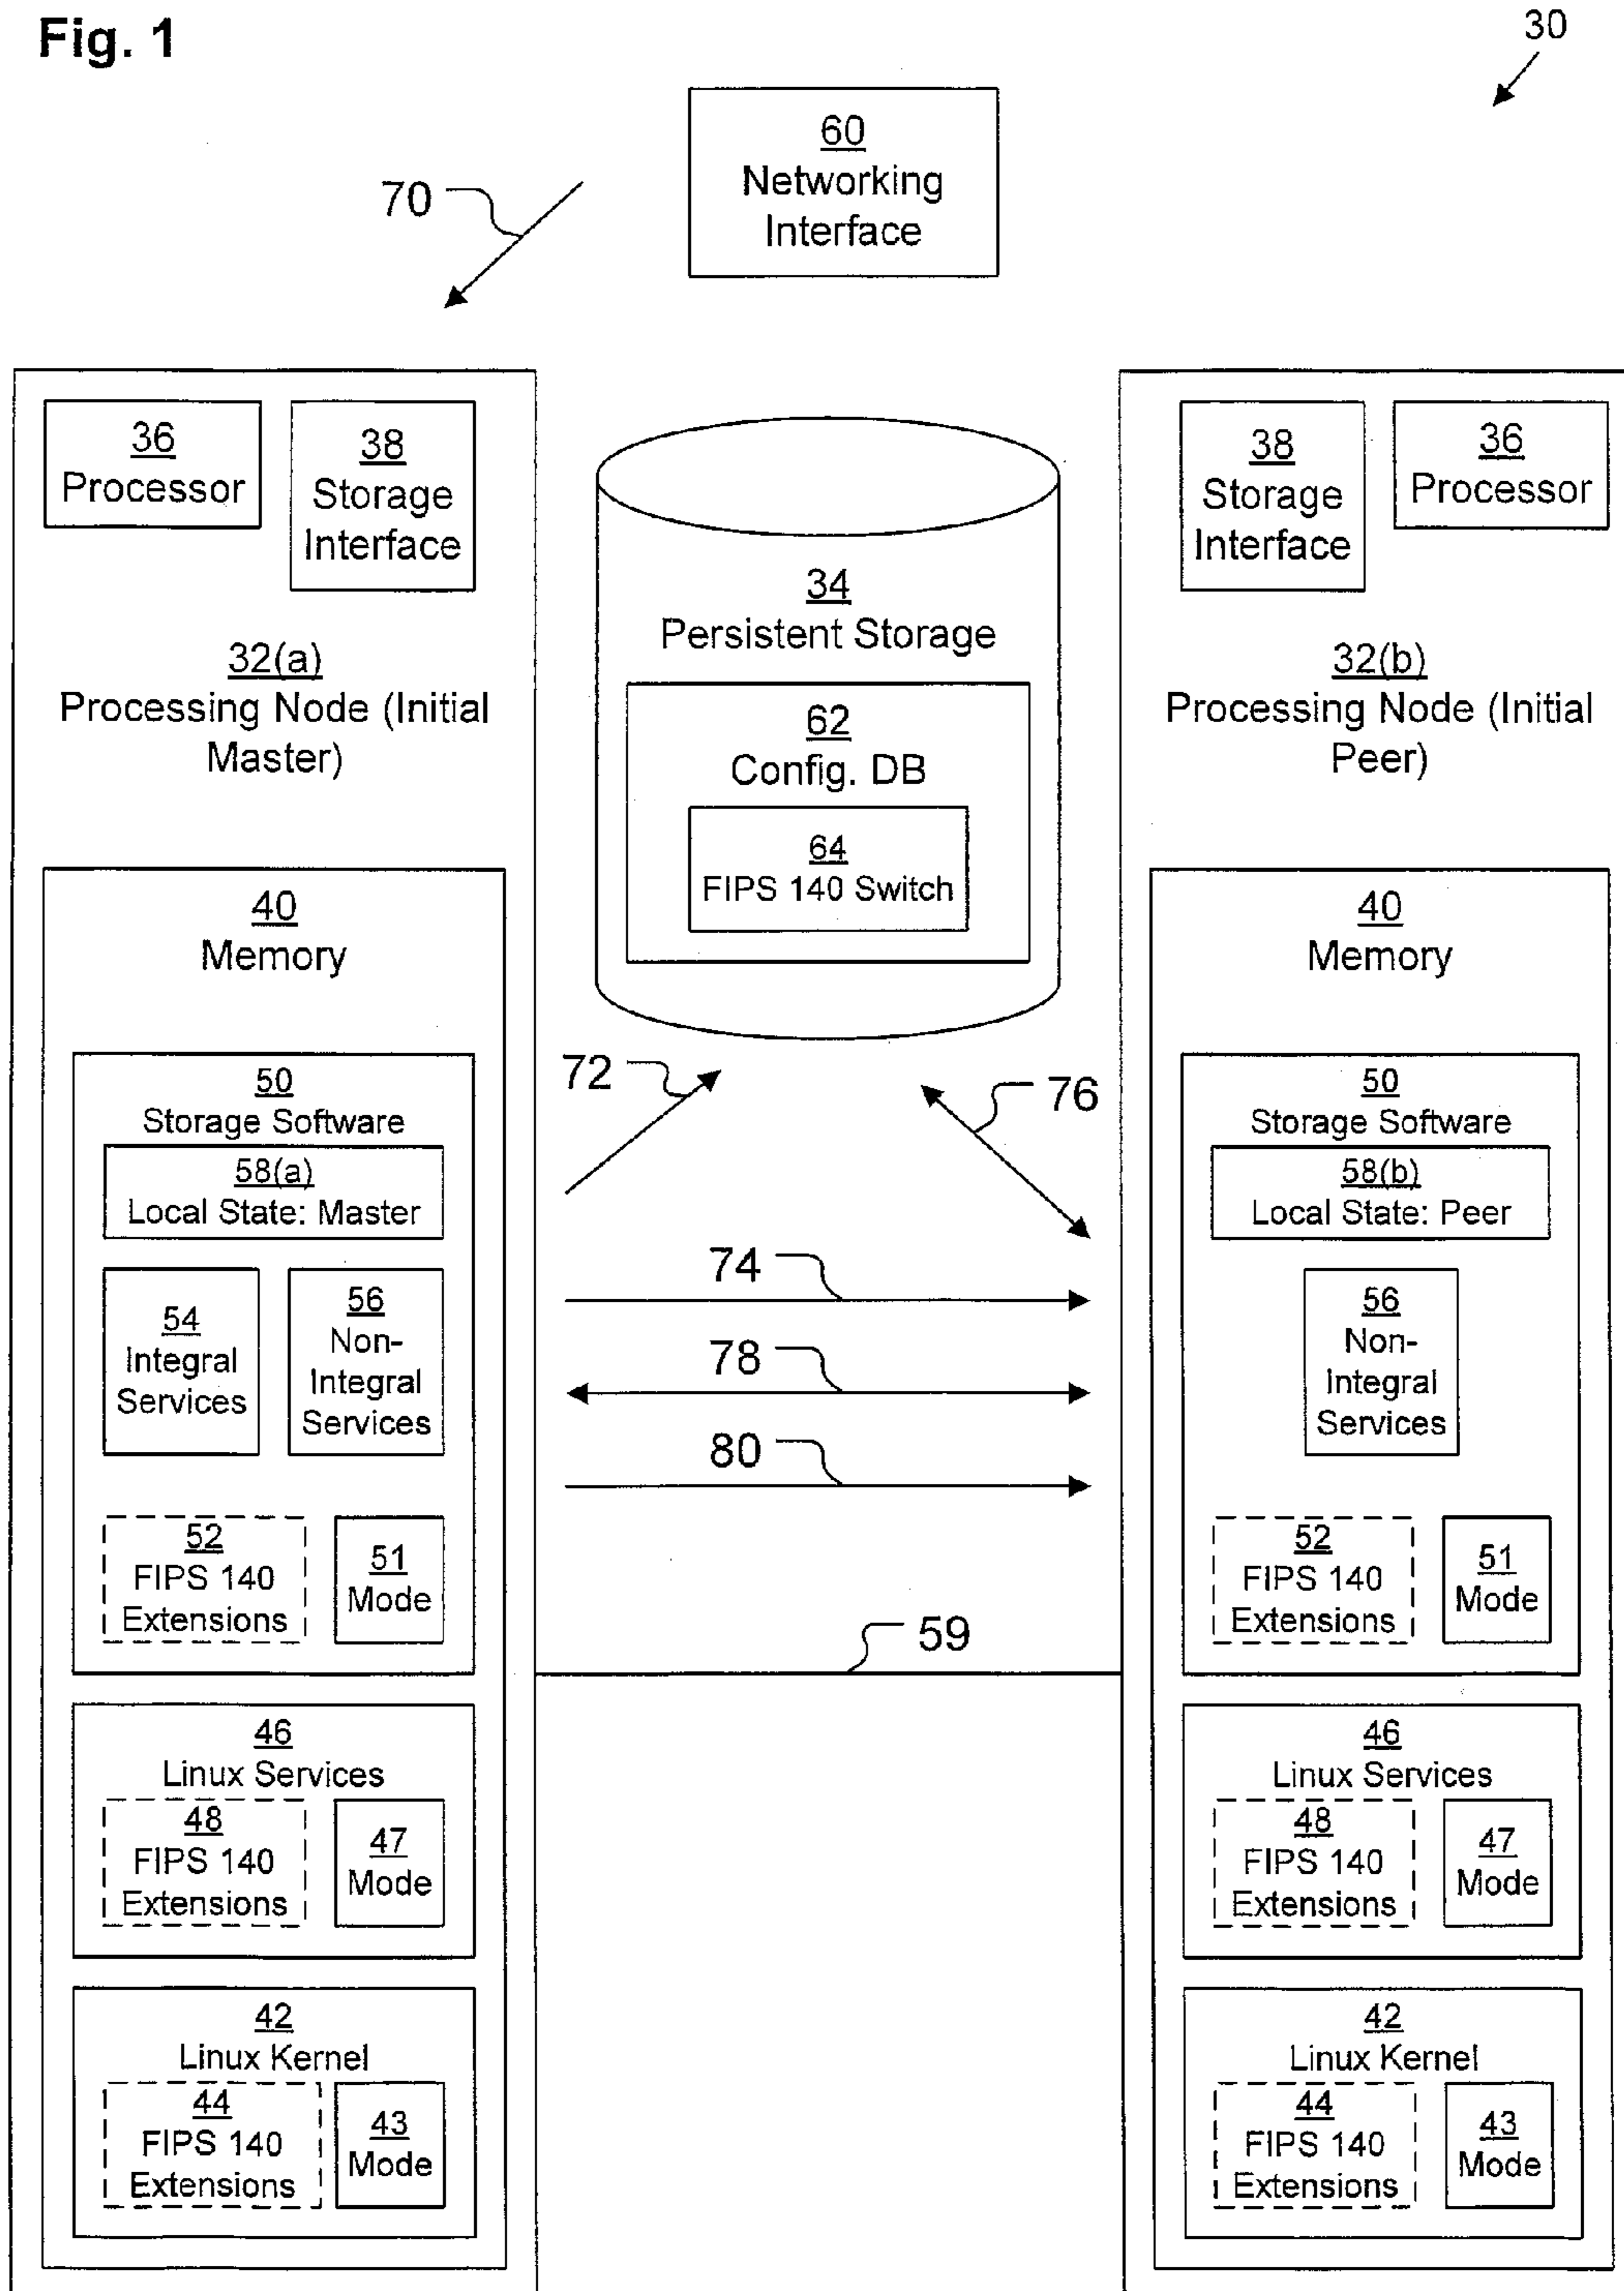 Fig. 1
30
60
Networking
Interface
70
36
Processor
38
Storage
Interface
32(a)
Processing Node (Initial
Master)
40
Memory
50
Storage Software
58(a)
Local State: Master
54
Integral
Services
56
Non-
Integral
Services
52
FIPS 140
Extensions
51
Mode
46
Linux Services
48
FIPS 140
Extensions
47
Mode
42
Linux Kernel
44
FIPS 140
Extensions
43
Mode
34
Persistent Storage
62
Config. DB
64
FIPS 140 Switch
72
76
74
78
80
59
38
Storage
Interface
36
Processor
32(b)
Processing Node (Initial
Peer)
40
Memory
50
Storage Software
58(b)
Local State: Peer
56
Non-
Integral
Services
52
FIPS 140
Extensions
51
Mode
46
Linux Services
48
FIPS 140
Extensions
47
Mode
42
Linux Kernel
44
FIPS 140
Extensions
43
Mode